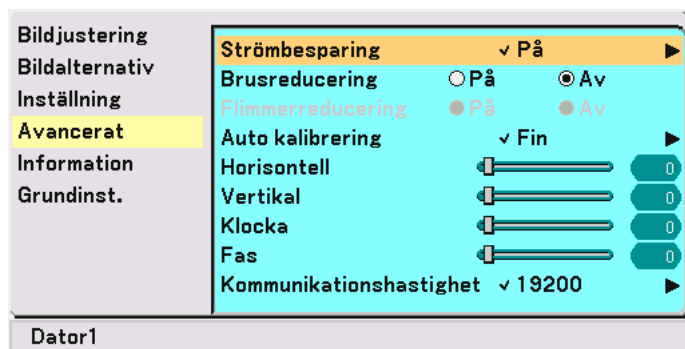 Bildjustering
Bildalternativ
Inställning
Avancerat
Information
Grundinst.
Strömbesparing ✓ På
Brusreducering På Av
Flimmerreducering På Av
Auto kalibrering ✓ Fin
Horisontell 0
Vertikal 0
Klocka 0
Fas 0
Kommunikationshastighet ✓ 19200
Dator1